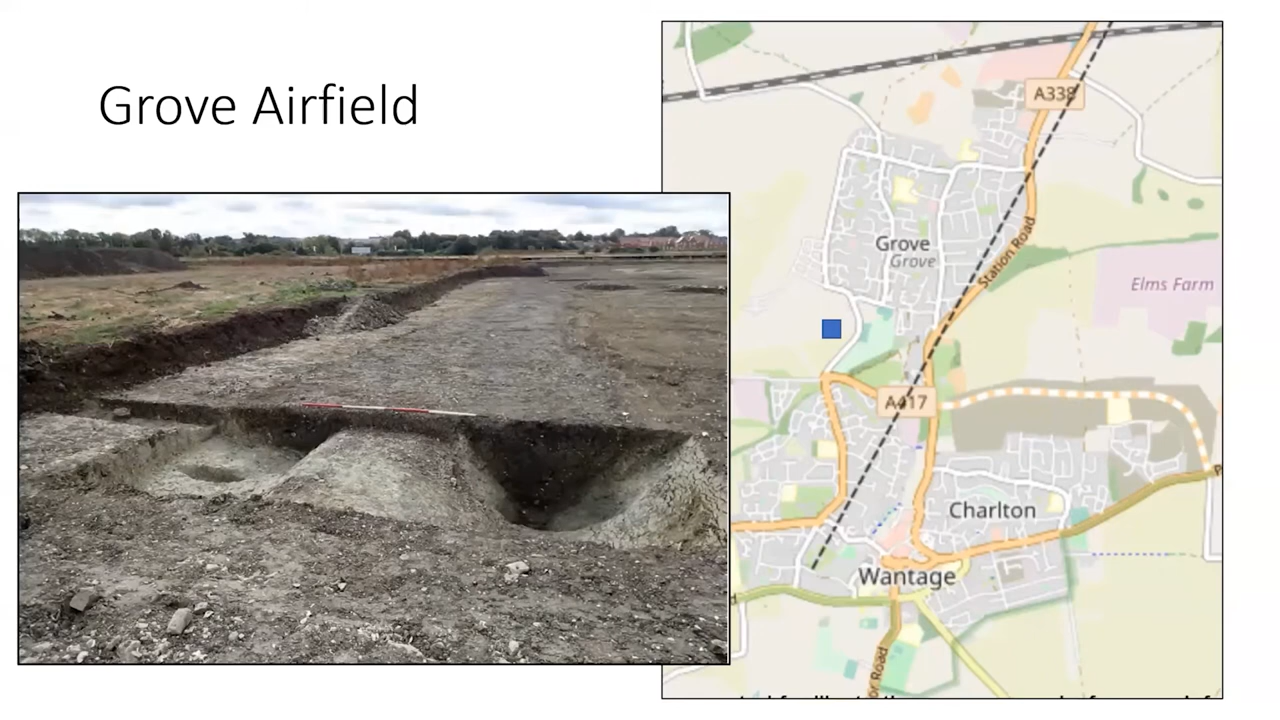 Grove Airfield
A338
Grove
Grove
Station Road
Elms Farm
A417
Charlton
Wantage